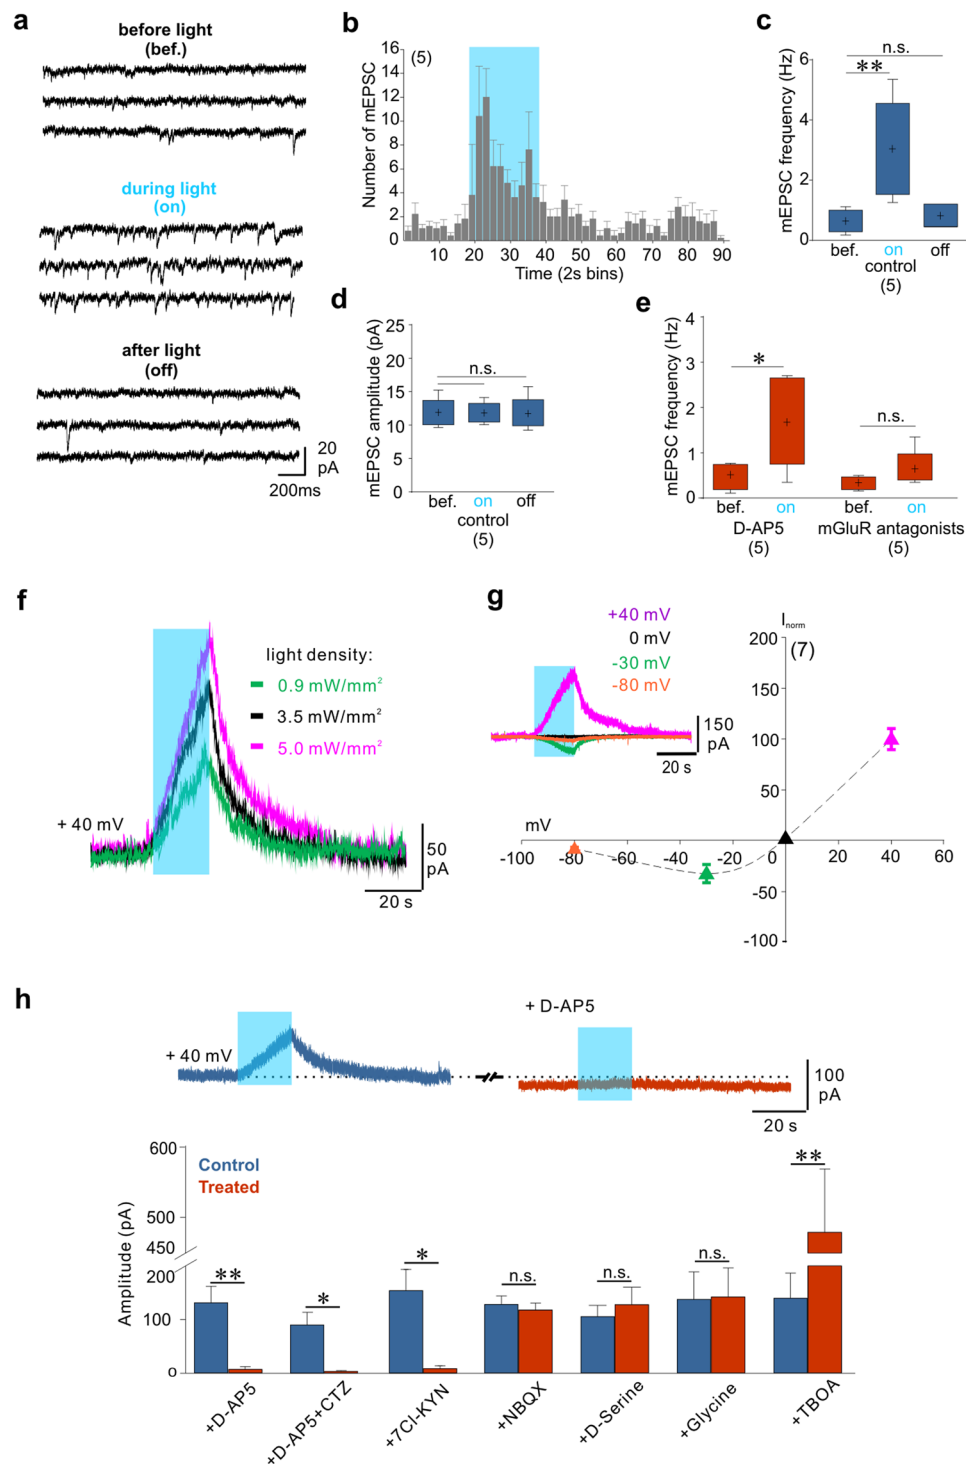 a
before light
(bef.)
during light
(on)
after light
(off)
20
pA
200ms
b
(5)
Number of mEPSC
16
14
12
10
8
6
4
2
0
10 20 30 40 50 60 70 80 90
Time (2s bins)
c
n.s.
**
mEPSC frequency (Hz)
6
4
2
0
bef. on off
control
(5)
d
mEPSC amplitude (pA)
25
20
15
10
5
0
n.s.
bef. on off
control
(5)
e
mEPSC frequency (Hz)
4
3
2
1
0
*
n.s.
bef. on bef. on
D-AP5 mGluR antagonists
(5) (5)
f
light density:
0.9 mW/mm²
3.5 mW/mm²
5.0 mW/mm²
+ 40 mV
50
pA
20 s
g
+40 mV
0 mV
-30 mV
-80 mV
150
pA
20 s
Inorm
(7)
200
150
100
50
0
-50
-100
mV
-100 -80 -60 -40 -20 0 20 40 60
h
+ 40 mV
+ D-AP5
100
pA
20 s
Control
Treated
Amplitude (pA)
600
500
450
200
100
0
**
*
*
n.s.
n.s.
n.s.
**
+D-AP5
+D-AP5+CTZ
+7Cl-KYN
+NBQX
+D-Serine
+Glycine
+TBOA